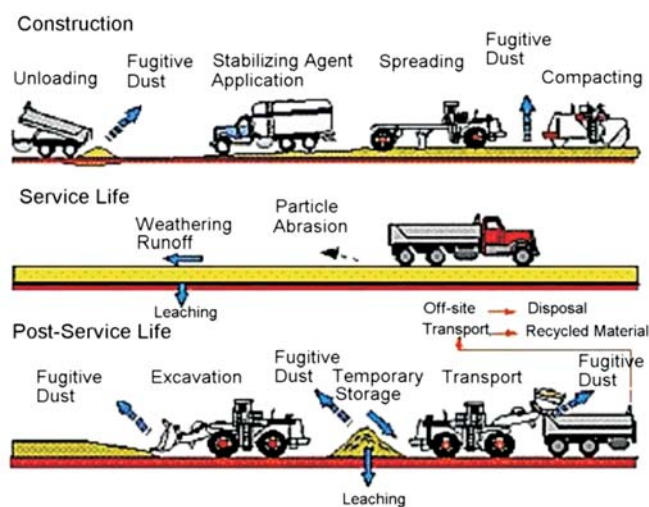 Construction
Unloading
Fugitive
Dust
Stabilizing Agent
Application
Spreading
Fugitive
Dust
Compacting
Service Life
Weathering
Runoff
Particle
Abrasion
Leaching
Off-site
Disposal
Transport
Recycled Material
Post-Service Life
Fugitive
Dust
Excavation
Fugitive
Dust
Temporary
Storage
Transport
Fugitive
Dust
Leaching